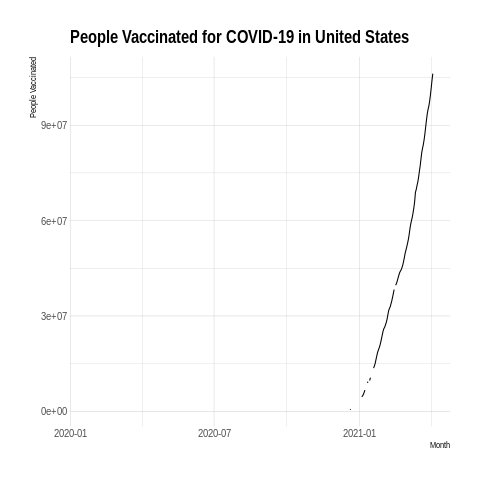 People Vaccinated for COVID-19 in United States
People Vaccinated
9e+07
6e+07
3e+07
0e+00
2020-01
2020-07
2021-01
Month